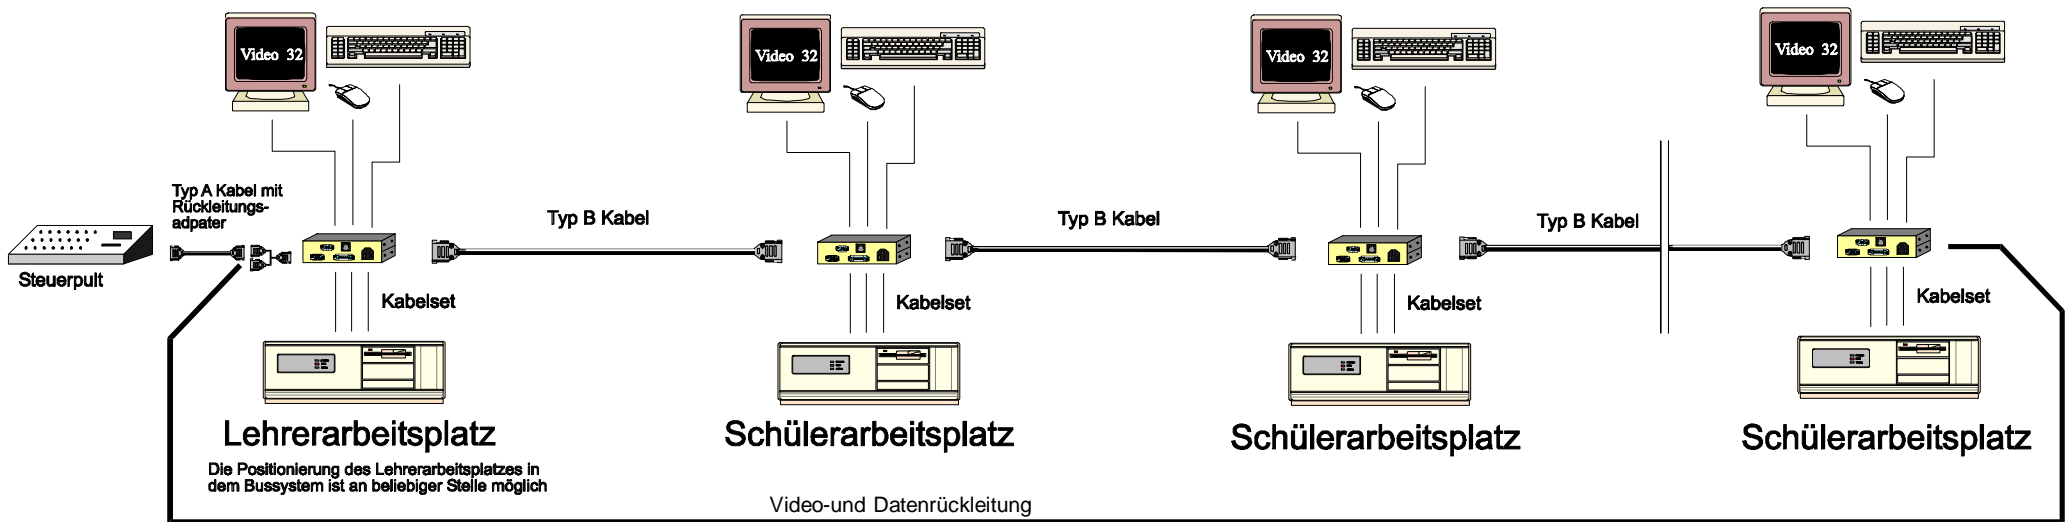 Video 32
Video 32
Video 32
Video 32
Typ A Kabel mit
Rückleitungs-
adpater
Typ B Kabel
Typ B Kabel
Typ B Kabel
Steuerpult
Kabelset
Kabelset
Kabelset
Kabelset
Lehrerarbeitsplatz
Schülerarbeitsplatz
Schülerarbeitsplatz
Schülerarbeitsplatz
Die Positionierung des Lehrerarbeitsplatzes in
dem Bussystem ist an beliebiger Stelle möglich
Video-und Datenrückleitung